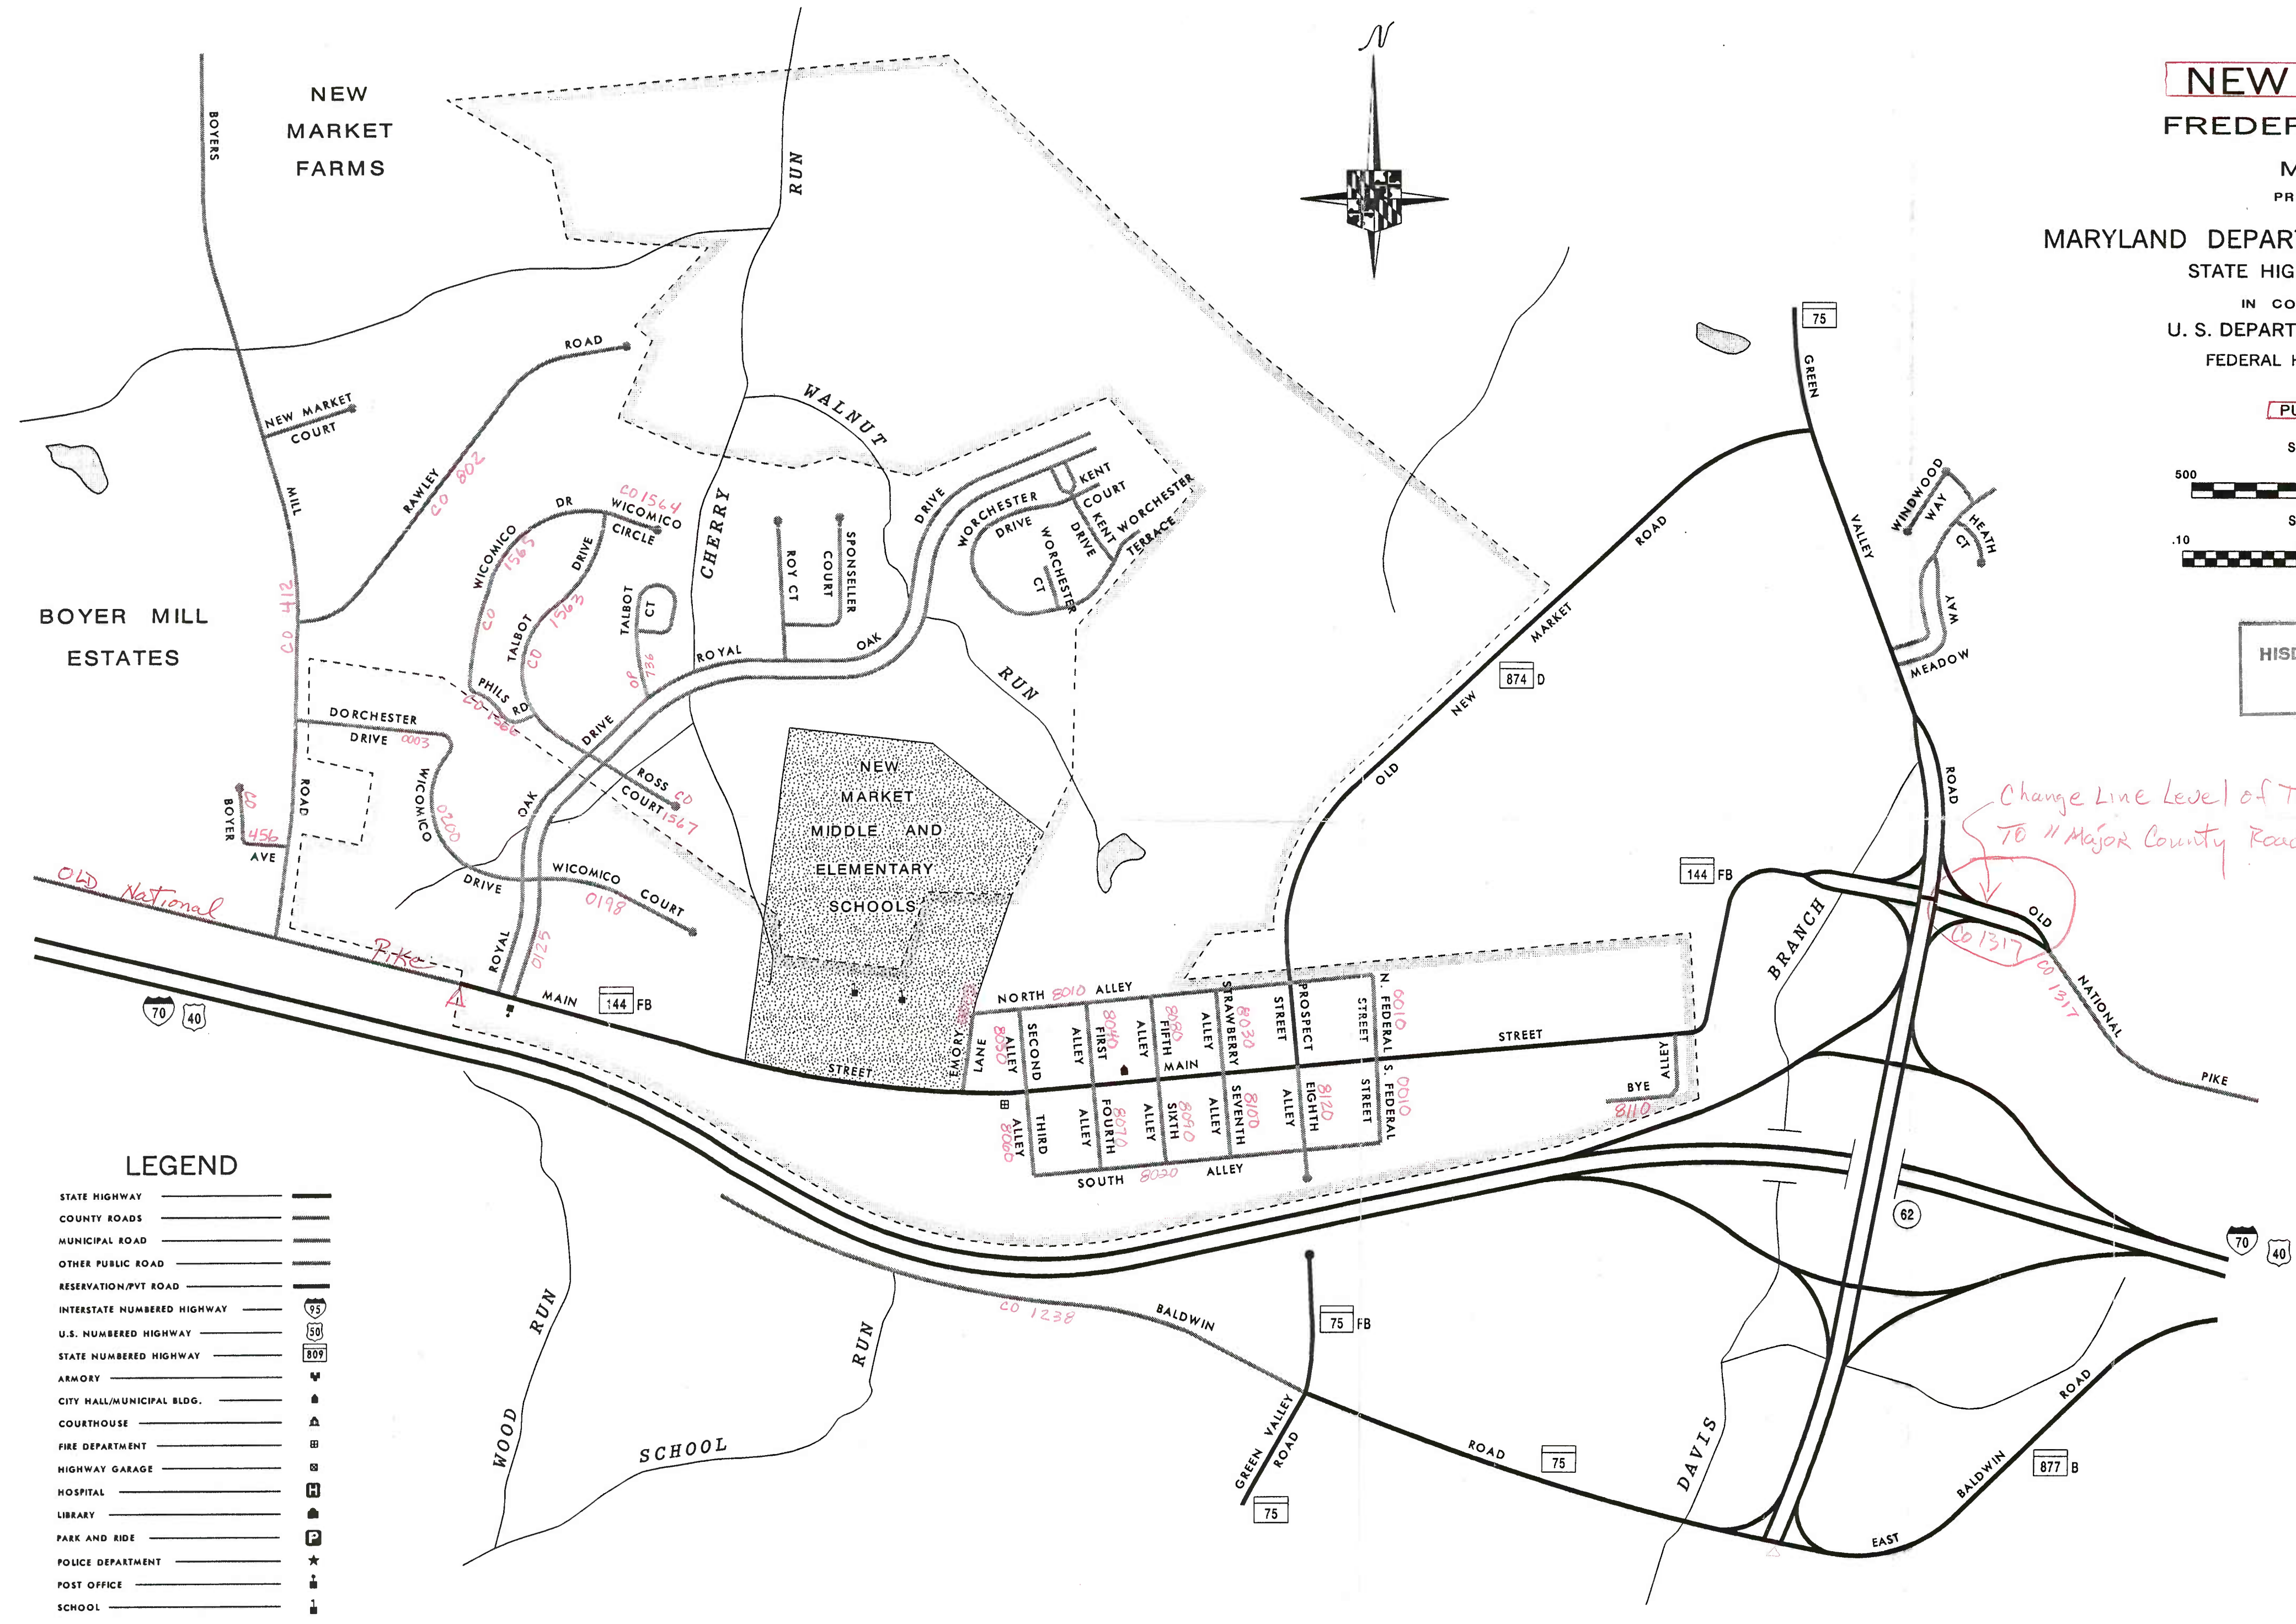 N
NEW
FREDER
M
PR
MARYLAND DEPART
STATE HIG
IN CO
U. S. DEPART
FEDERAL H
PU
S
500
S
.10
HISD
NEW
MARKET
FARMS
BOYERS
RUN
75
GREEN
ROAD
NEW MARKET
COURT
MILL
RAWLEY
CO 802
WALNUT
CHERRY
DR
CO 1564
WICOMICO
CIRCLE
WICOMICO
CO 1565
DRIVE
TALBOT
CO 1563
TALBOT
CT
OP 736
ROY CT
SPONSELLER
COURT
DRIVE
WORCHESTER
DRIVE
KENT
COURT
KENT
DRIVE
WORCHESTER
TERRACE
WORCHESTER
CT
ROAD
VALLEY
WINDWOOD
WAY
HEATH
CT
WAY
MEADOW
CO 412
BOYER MILL
ESTATES
ROYAL
OAK
RUN
MARKET
874 D
NEW
OLD
PHILS
RD
CO 1566
DORCHESTER
DRIVE 0003
WICOMICO
0200
DRIVE
ROAD
DRIVE
OAK
ROSS
COURT
CO
1567
BOYER
AVE
CO
456
NEW
MARKET
MIDDLE AND
ELEMENTARY
SCHOOLS
ROAD
Change Line Level of T
TO " Major County Road
WICOMICO COURT
0198
OLD National
Pike
ROYAL
0125
144 FB
BRANCH
OLD
CO 1317
CO 1317
NATIONAL
PIKE
70
40
MAIN
144 FB
STREET
EMORY
LANE
NORTH 8010 ALLEY
SECOND
ALLEY
8050
FIRST
ALLEY
8040
FIFTH
ALLEY
8080
STRAWBERRY
ALLEY
8030
PROSPECT
STREET
N. FEDERAL
STREET
0010
MAIN
STREET
THIRD
ALLEY
8060
FOURTH
ALLEY
8070
SIXTH
ALLEY
8090
SEVENTH
ALLEY
8100
EIGHTH
ALLEY
8120
S. FEDERAL
STREET
0010
SOUTH 8020 ALLEY
BYE
ALLEY
8110
62
70
40
CO 1238
BALDWIN
75 FB
GREEN VALLEY
ROAD
75
ROAD
75
DAVIS
EAST
BALDWIN
ROAD
877 B
WOOD
RUN
SCHOOL
RUN
LEGEND
STATE HIGHWAY
COUNTY ROADS
MUNICIPAL ROAD
OTHER PUBLIC ROAD
RESERVATION/PVT ROAD
INTERSTATE NUMBERED HIGHWAY 95
U.S. NUMBERED HIGHWAY 50
STATE NUMBERED HIGHWAY 809
ARMORY
CITY HALL/MUNICIPAL BLDG.
COURTHOUSE
FIRE DEPARTMENT
HIGHWAY GARAGE
HOSPITAL H
LIBRARY
PARK AND RIDE P
POLICE DEPARTMENT
POST OFFICE
SCHOOL